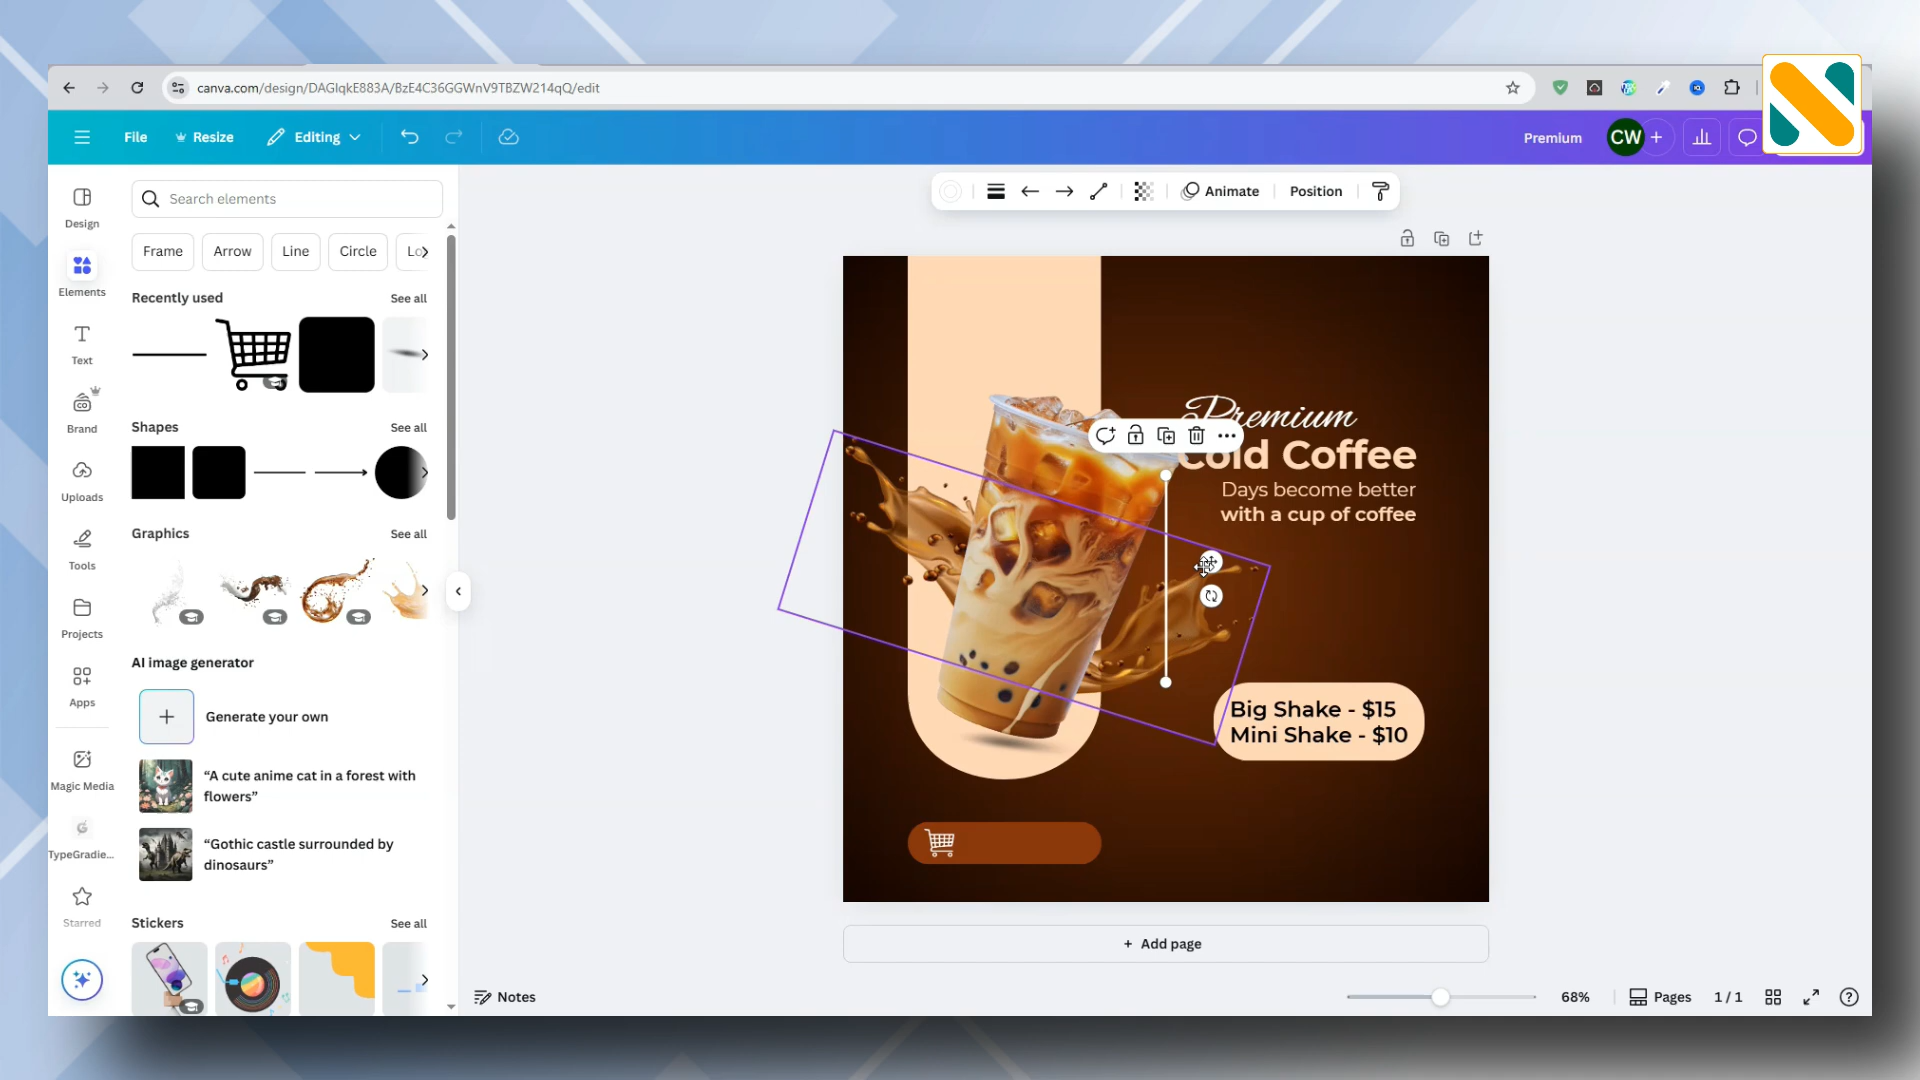 canva.com/design/DAGlqkE883A/BzE4C36GGWnV9TBZW214qQ/edit
File
Resize
Editing
Premium
CW
Design
Elements
Text
Brand
Uploads
Tools
Projects
Apps
Magic Media
TypeGradie...
Starred
Search elements
Frame
Arrow
Line
Circle
Lo
Recently used
See all
Shapes
See all
Graphics
See all
AI image generator
Generate your own
“A cute anime cat in a forest with
flowers”
“Gothic castle surrounded by
dinosaurs”
Stickers
See all
Animate
Position
Premium
Cold Coffee
Days become better
with a cup of coffee
Big Shake - $15
Mini Shake - $10
+ Add page
Notes
68%
Pages
1 / 1